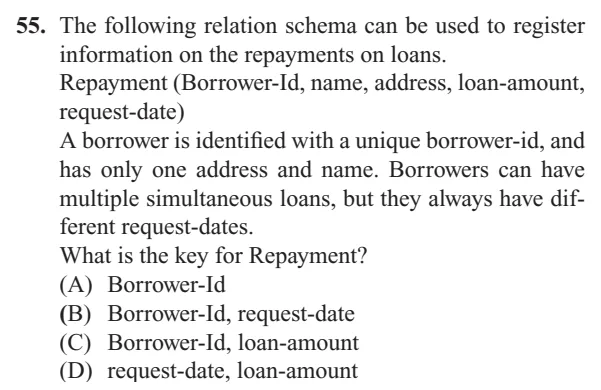 55. The following relation schema can be used to register
information on the repayments on loans.
Repayment (Borrower-Id, name, address, loan-amount,
request-date)
A borrower is identified with a unique borrower-id, and
has only one address and name. Borrowers can have
multiple simultaneous loans, but they always have dif-
ferent request-dates.
What is the key for Repayment?
(A) Borrower-Id
(B) Borrower-Id, request-date
(C) Borrower-Id, loan-amount
(D) request-date, loan-amount